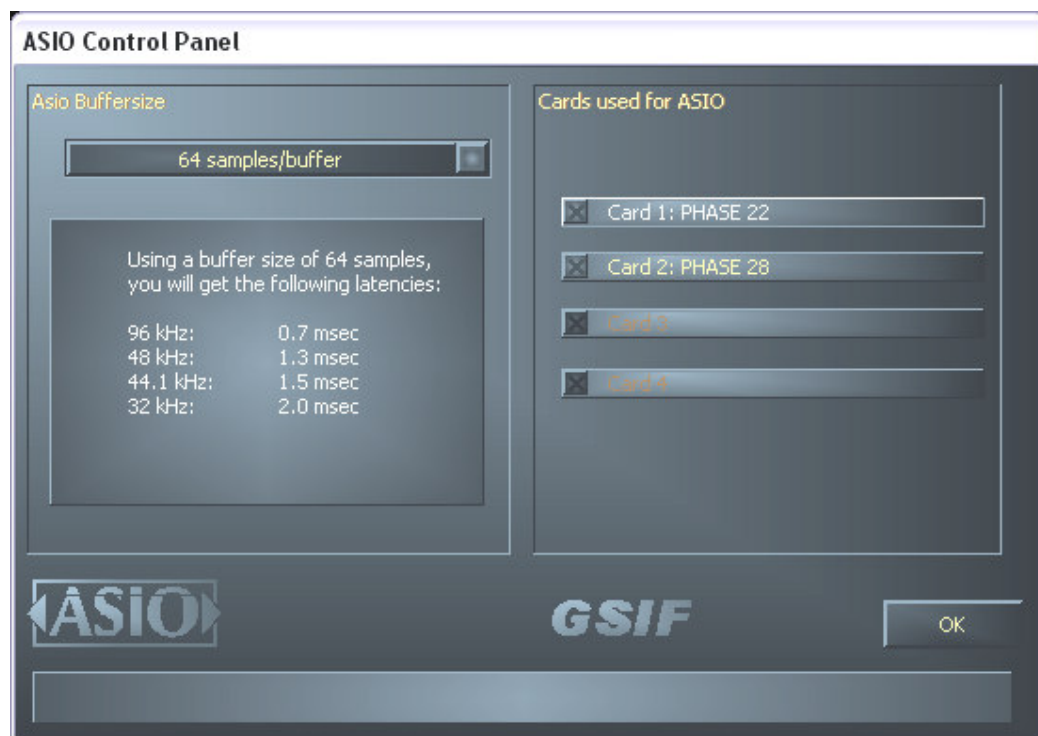 ASIO Control Panel
Asio Buffersize
64 samples/buffer
Using a buffer size of 64 samples,
you will get the following latencies:
96 kHz: 0.7 msec
48 kHz: 1.3 msec
44.1 kHz: 1.5 msec
32 kHz: 2.0 msec
Cards used for ASIO
Card 1: PHASE 22
Card 2: PHASE 28
Card 3
Card 4
ASiO
GSIF
OK